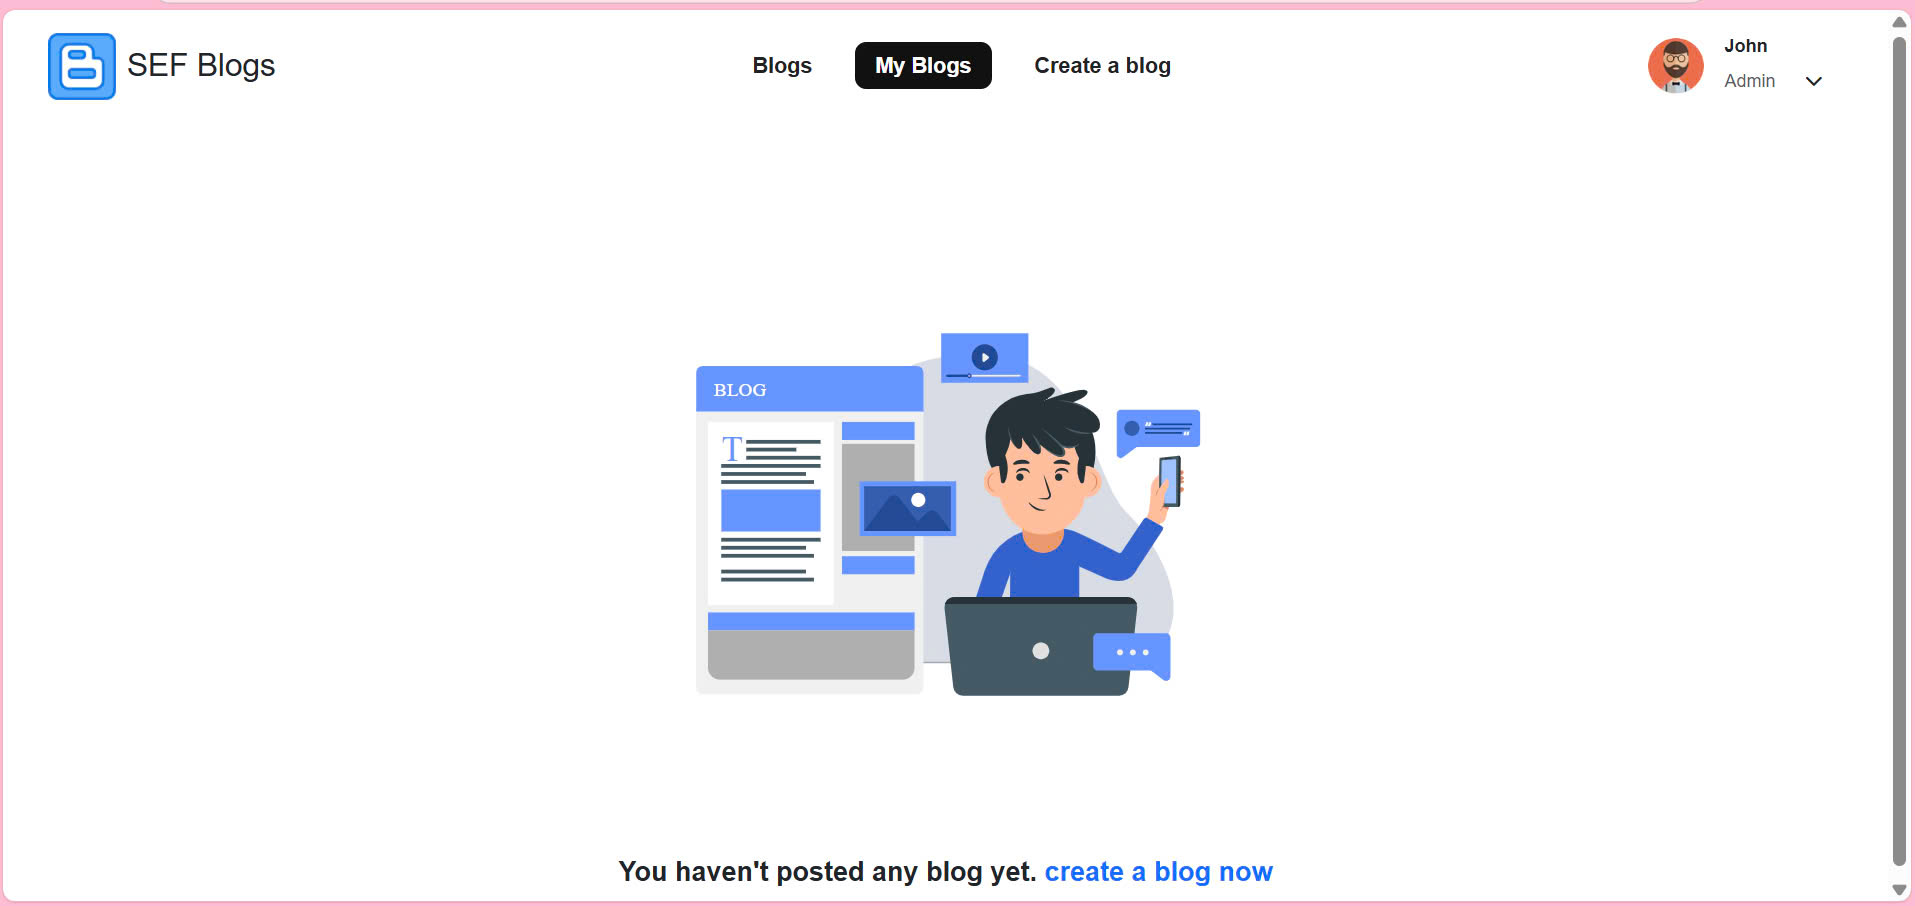 SEF Blogs
Blogs
My Blogs
Create a blog
John
Admin
BLOG
T
You haven't posted any blog yet. create a blog now